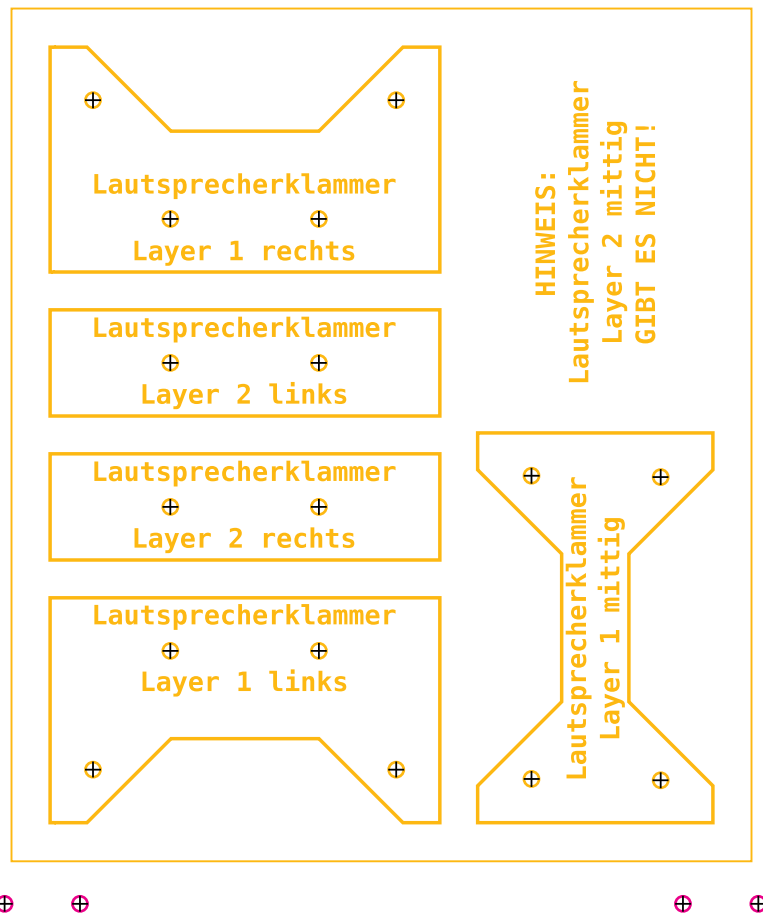 Lautsprecherklammer
Layer 1 rechts
Lautsprecherklammer
Layer 2 links
Lautsprecherklammer
Layer 2 rechts
Lautsprecherklammer
Layer 1 links
HINWEIS:
Lautsprecherklammer
Layer 2 mittig
GIBT ES NICHT!
Lautsprecherklammer
Layer 1 mittig